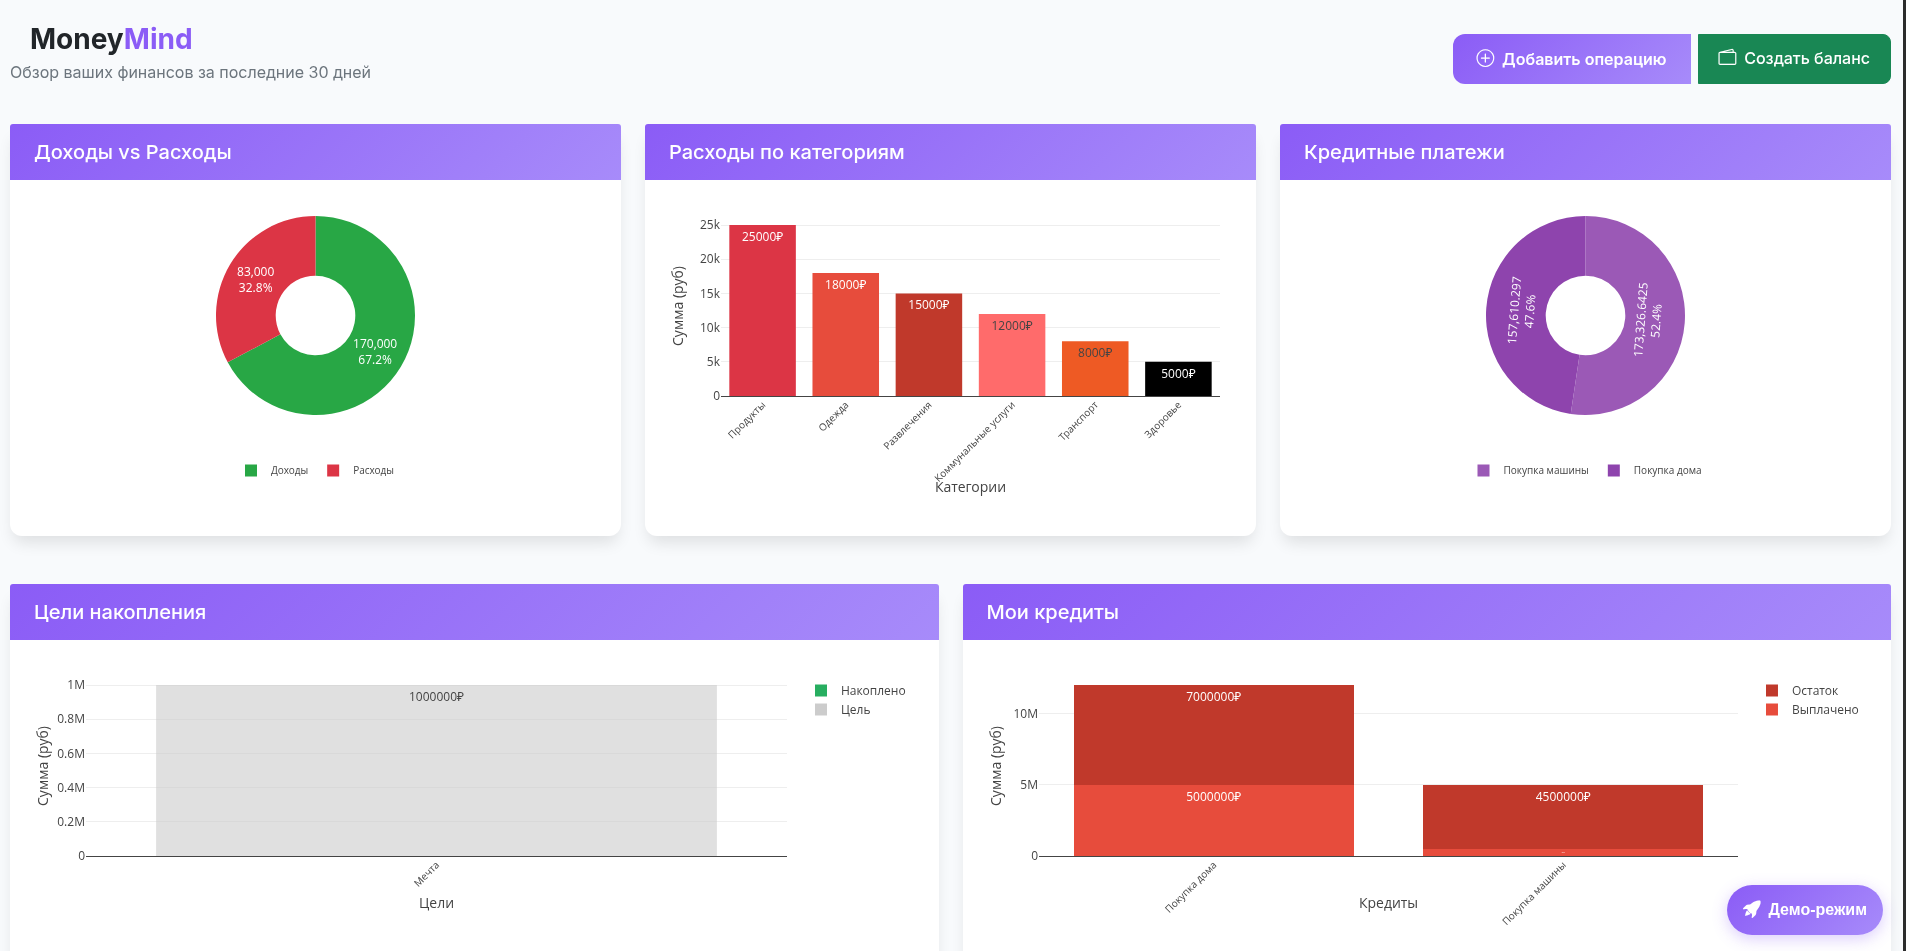 MoneyMind
Обзор ваших финансов за последние 30 дней
Добавить операцию
Создать баланс
Доходы vs Расходы
83,000
32.8%
170,000
67.2%
Доходы
Расходы
Расходы по категориям
Сумма (руб)
25k
20k
15k
10k
5k
0
25000₽
18000₽
15000₽
12000₽
8000₽
5000₽
Продукты
Одежда
Развлечения
Коммунальные услуги
Транспорт
Здоровье
Категории
Кредитные платежи
157,610.297
47.6%
173,326.6425
52.4%
Покупка машины
Покупка дома
Цели накопления
Сумма (руб)
1M
0.8M
0.6M
0.4M
0.2M
0
1000000₽
Мечта
Цели
Накоплено
Цель
Мои кредиты
Сумма (руб)
10M
5M
0
7000000₽
5000000₽
4500000₽
Покупка дома
Покупка машины
Кредиты
Остаток
Выплачено
Демо-режим